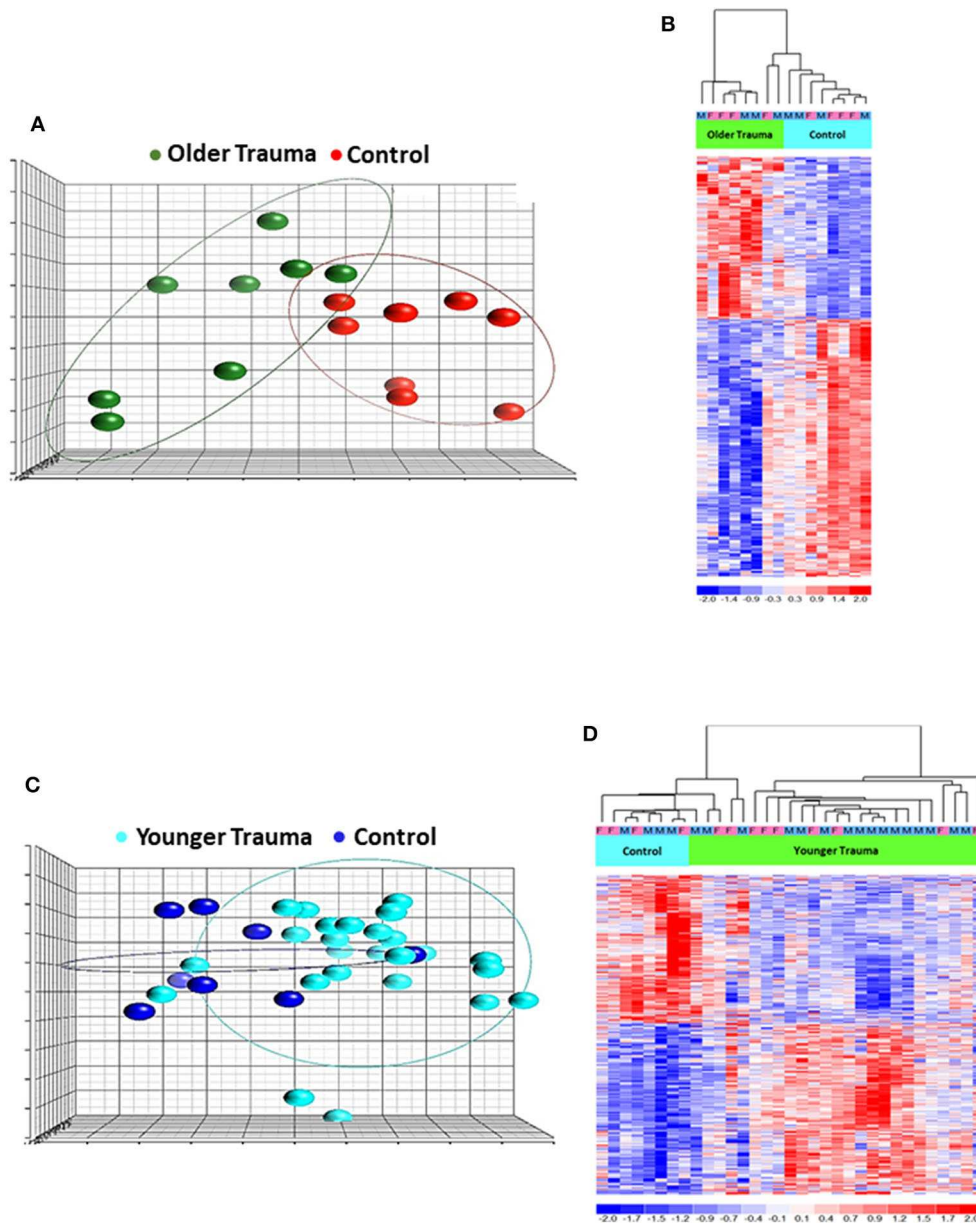 B
M F F F M M F M M M F M F F F M
Older Trauma Control
A
Older Trauma Control
-2.0 -1.4 -0.9 -0.3 0.3 0.9 1.4 2.0
D
C
F F M F M M M F M M F F M F F F M M F M F M M M M M M M M F M M
Younger Trauma Control
Control Younger Trauma
-2.0 -1.7 -1.5 -1.2 -0.9 -0.7 -0.4 -0.1 0.1 0.4 0.7 0.9 1.2 1.5 1.7